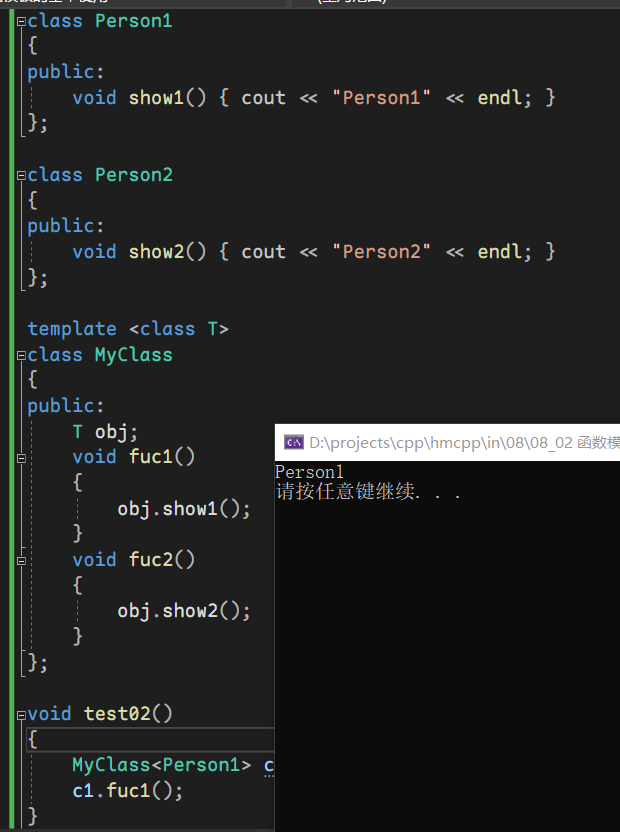 class Person1
{
public:
    void show1() { cout << "Person1" << endl; }
};
class Person2
{
public:
    void show2() { cout << "Person2" << endl; }
};
template <class T>
class MyClass
{
public:
    T obj;
    void fuc1()
    {
        obj.show1();
    }
    void fuc2()
    {
        obj.show2();
    }
};
void test02()
{
    MyClass<Person1> c
    c1.fuc1();
}
D:\projects\cpp\hmcpp\in\08\08_02 函数模
Person1
请按任意键继续. . .